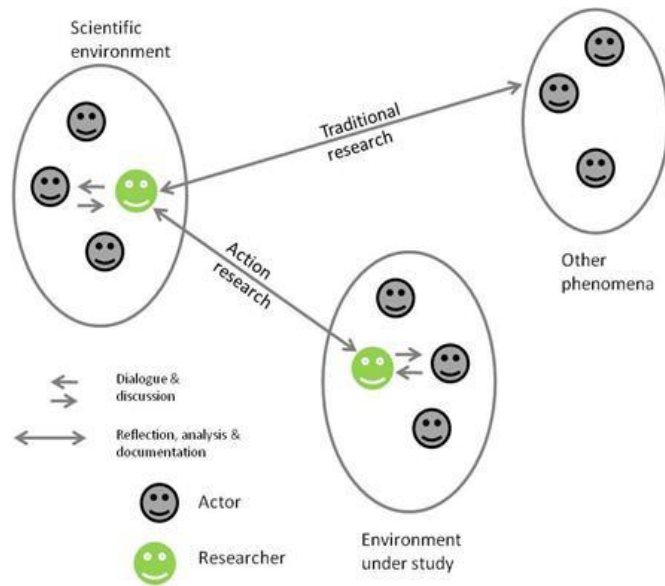 Scientific
environment
Traditional
research
Action
research
Other
phenomena
Dialogue &
discussion
Reflection, analysis &
documentation
Actor
Researcher
Environment
under study